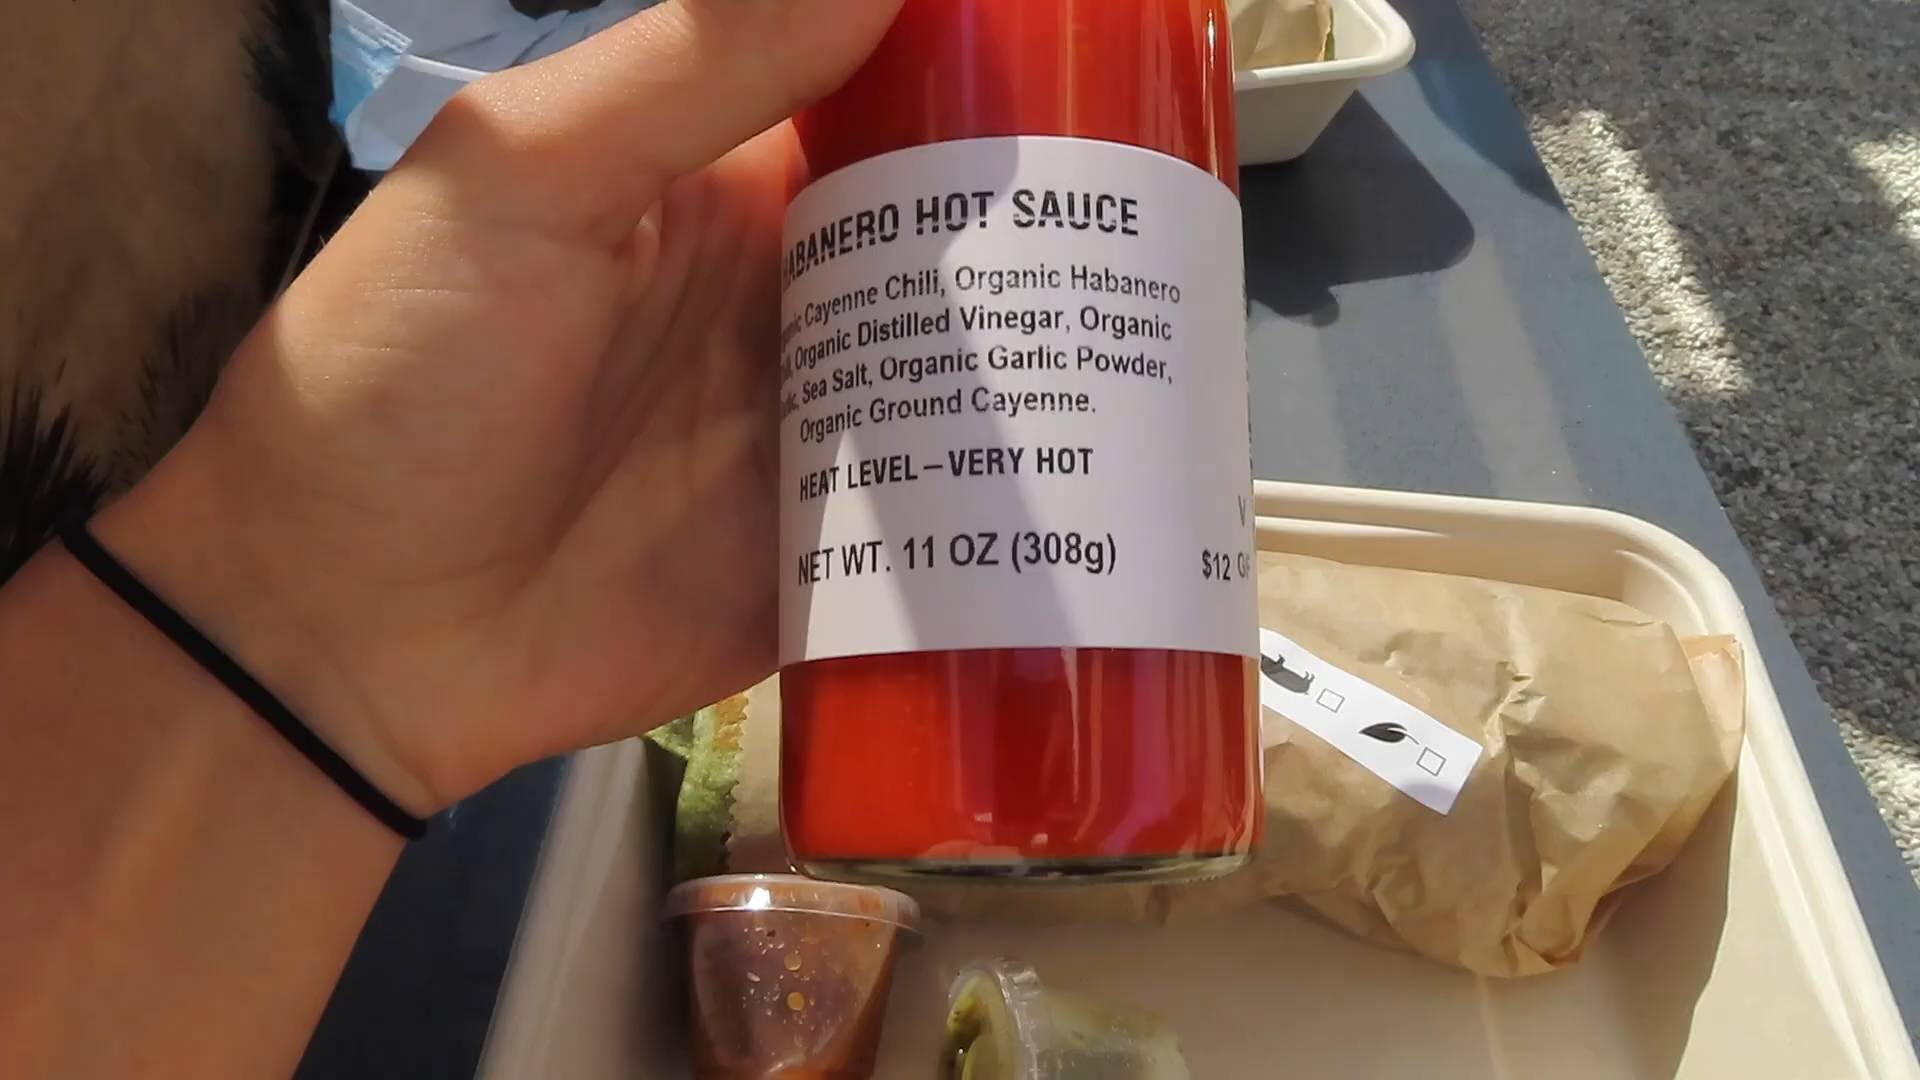 HABANERO HOT SAUCE
Cayenne Chili, Organic Habanero
Organic Distilled Vinegar, Organic
Sea Salt, Organic Garlic Powder,
Organic Ground Cayenne.
HEAT LEVEL–VERY HOT
NET WT. 11 OZ (308g)
$12